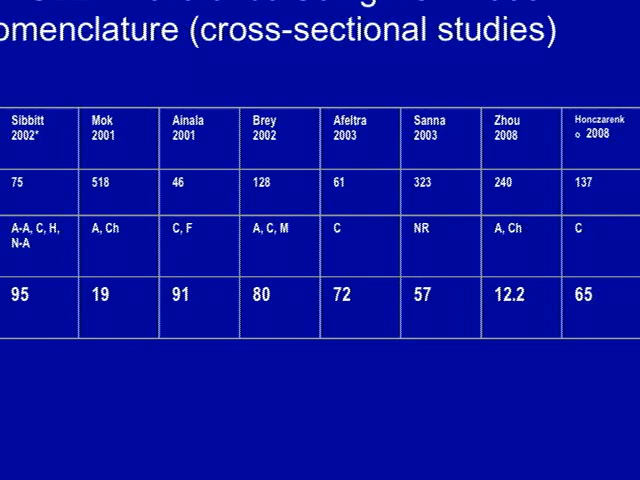 omenclature (cross-sectional studies)
Sibbitt 2002* Mok 2001 Ainala 2001 Brey 2002 Afeltra 2003 Sanna 2003 Zhou 2008 Honczarenko 2008
75 518 46 128 61 323 240 137
A-A, C, H, N-A A, Ch C, F A, C, M C NR A, Ch C
95 19 91 80 72 57 12.2 65